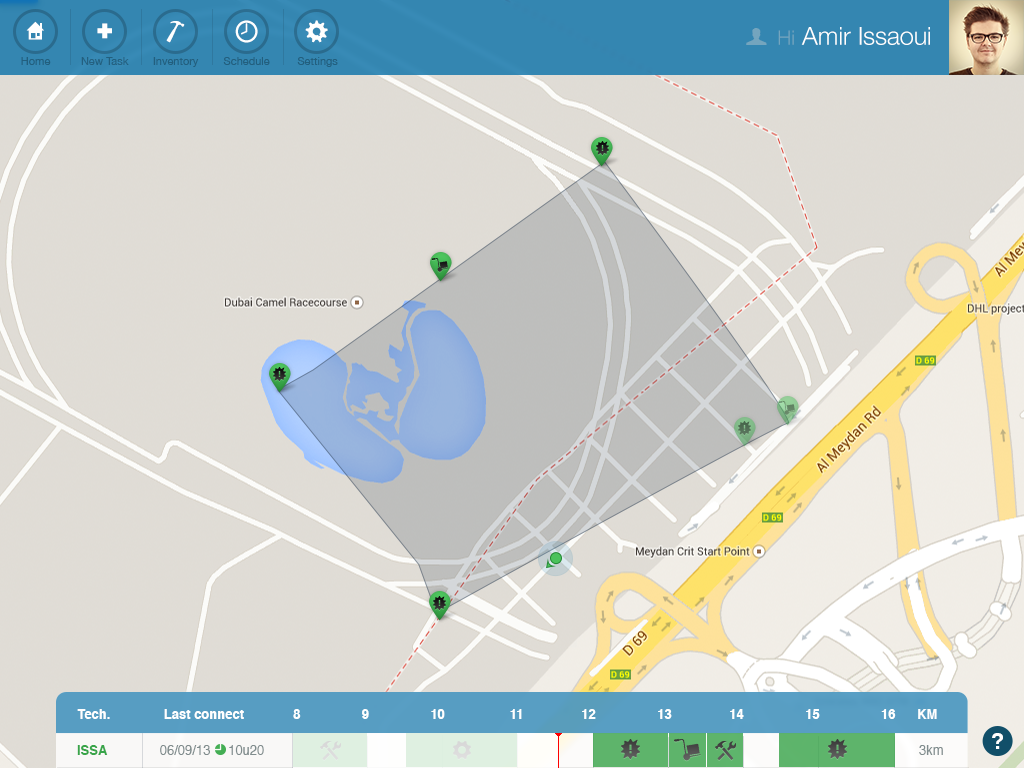 Hi Amir Issaoui
Home New Task Inventory Schedule Settings
Al Mey
Dubai Camel Racecourse
DHL project
D 69
Al Meydan Rd
D 69
Meydan Crit Start Point
D 69
D 69
Tech. Last connect 8 9 10 11 12 13 14 15 16 KM
?
ISSA 06/09/13 10u20 3km